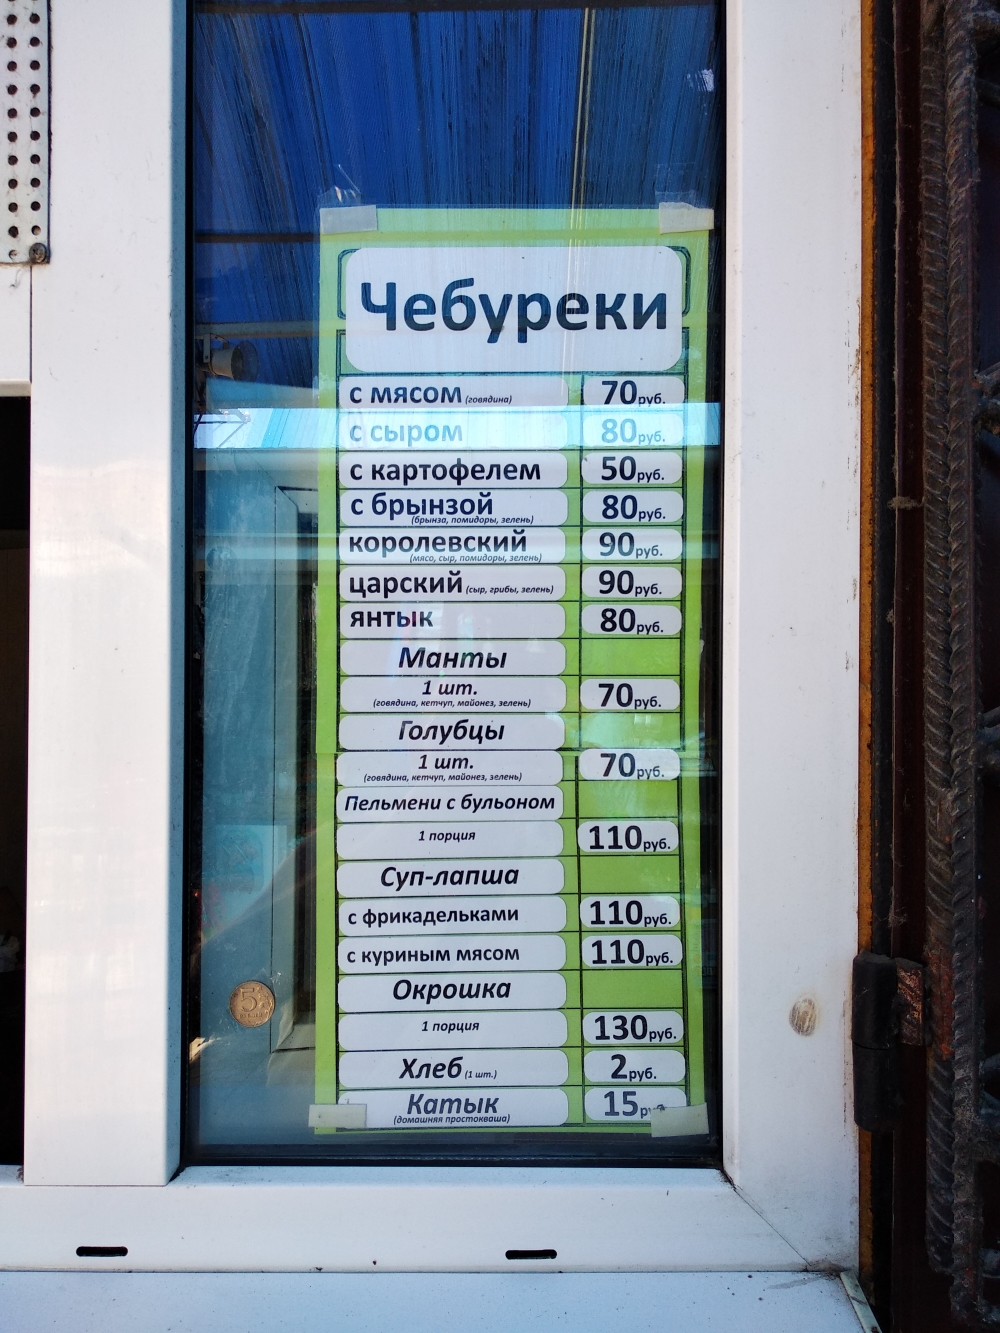 Чебуреки
с мясом (говядина) 70руб.
с сыром 80руб.
с картофелем 50руб.
с брынзой 80руб.
(брынза, помидоры, зелень)
королевский 90руб.
(мясо, сыр, помидоры, зелень)
царский (сыр, грибы, зелень) 90руб.
янтык 80руб.
Манты
1 шт. 70руб.
(говядина, кетчуп, майонез, зелень)
Голубцы
1 шт. 70руб.
(говядина, кетчуп, майонез, зелень)
Пельмени с бульоном
1 порция 110руб.
Суп-лапша
с фрикадельками 110руб.
с куриным мясом 110руб.
Окрошка
1 порция 130руб.
Хлеб (1 шт.) 2руб.
Катык 15руб.
(домашняя простокваша)
5